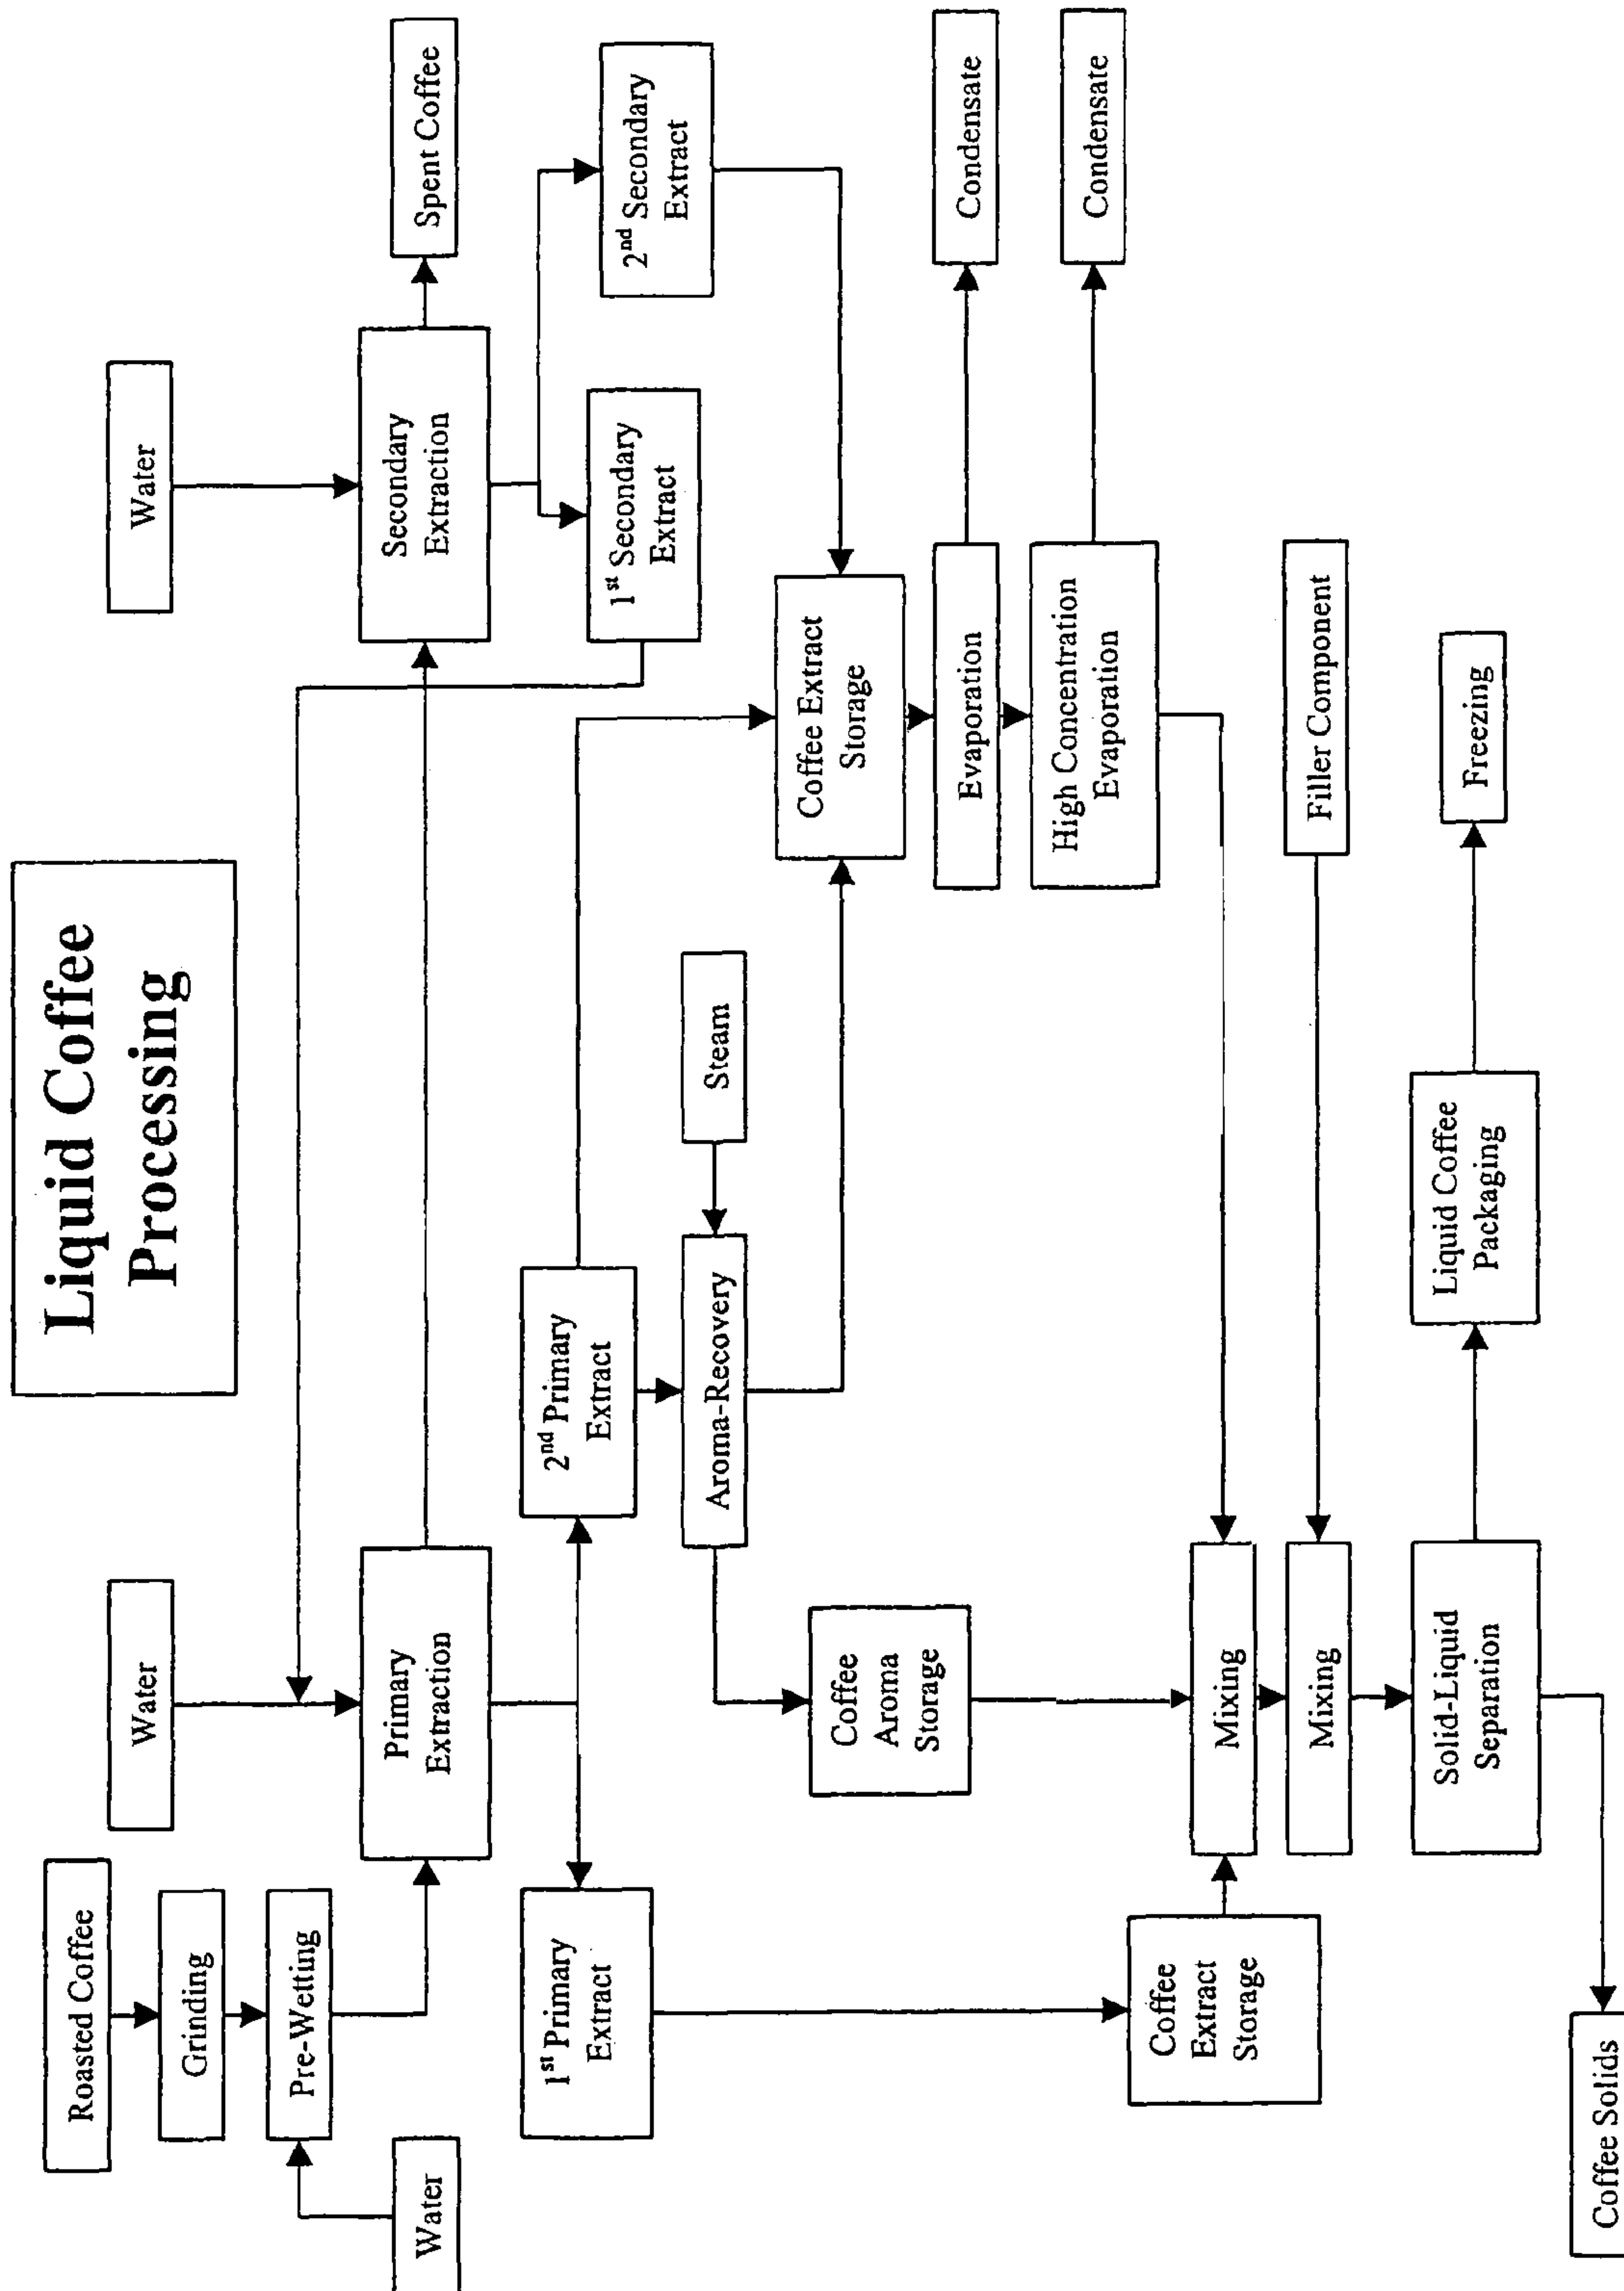 Liquid Coffee
Processing
Roasted Coffee
Grinding
Pre-Wetting
Water
Water
Primary
Extraction
Water
Secondary
Extraction
Spent Coffee
1st Primary
Extract
2nd Primary
Extract
1st Secondary
Extract
2nd Secondary
Extract
Aroma-Recovery
Steam
Coffee
Aroma
Storage
Coffee Extract
Storage
Evaporation
Condensate
High Concentration
Evaporation
Condensate
Coffee
Extract
Storage
Mixing
Mixing
Filler Component
Solid-Liquid
Separation
Liquid Coffee
Packaging
Freezing
Coffee Solids